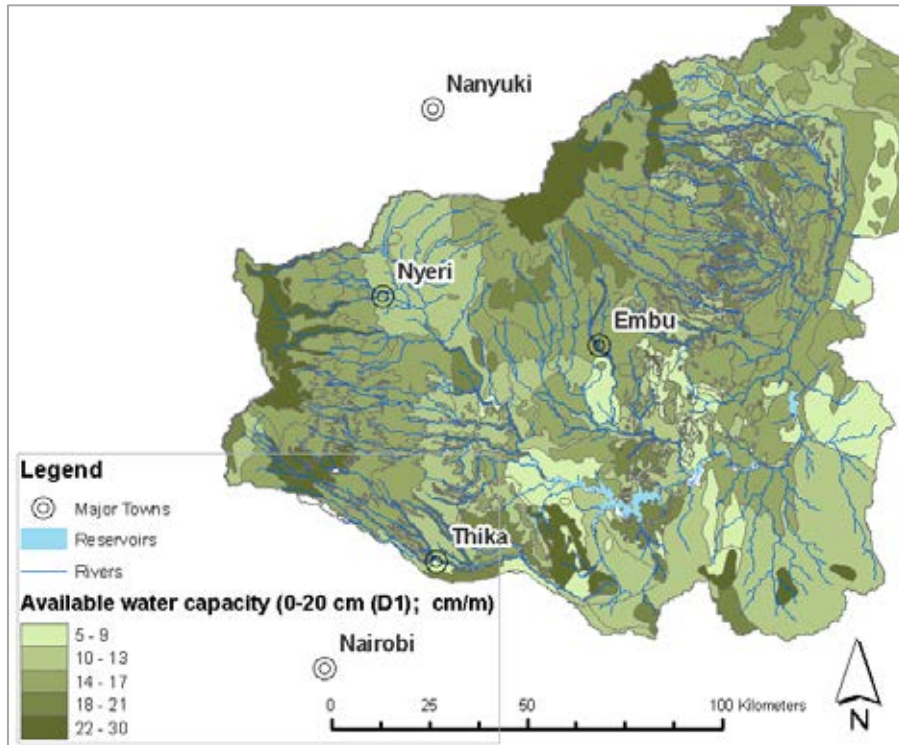 Nanyuki
Nyeri
Embu
Legend
Major Towns
Reservoirs
Rivers
Thika
Available water capacity (0-20 cm (D1); cm/m)
5 - 9
10 - 13
14 - 17
18 - 21
22 - 30
Nairobi
0 25 50 100 Kilometers
N